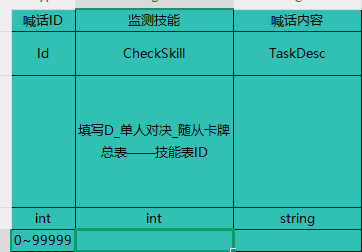 喊话ID 监测技能 喊话内容
Id CheckSkill TaskDesc
填写D_单人对决_随从卡牌
总表——技能表ID
int int string
0~99999